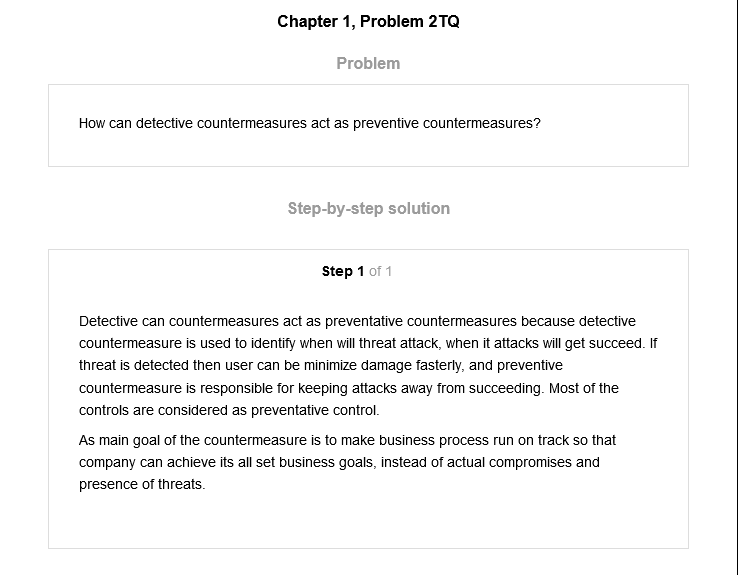 Chapter 1, Problem 2TQ
Problem
How can detective countermeasures act as preventive countermeasures?
Step-by-step solution
Step 1 of 1
Detective can countermeasures act as preventative countermeasures because detective
countermeasure is used to identify when will threat attack, when it attacks will get succeed. If
threat is detected then user can be minimize damage fasterly, and preventive
countermeasure is responsible for keeping attacks away from succeeding. Most of the
controls are considered as preventative control.
As main goal of the countermeasure is to make business process run on track so that
company can achieve its all set business goals, instead of actual compromises and
presence of threats.